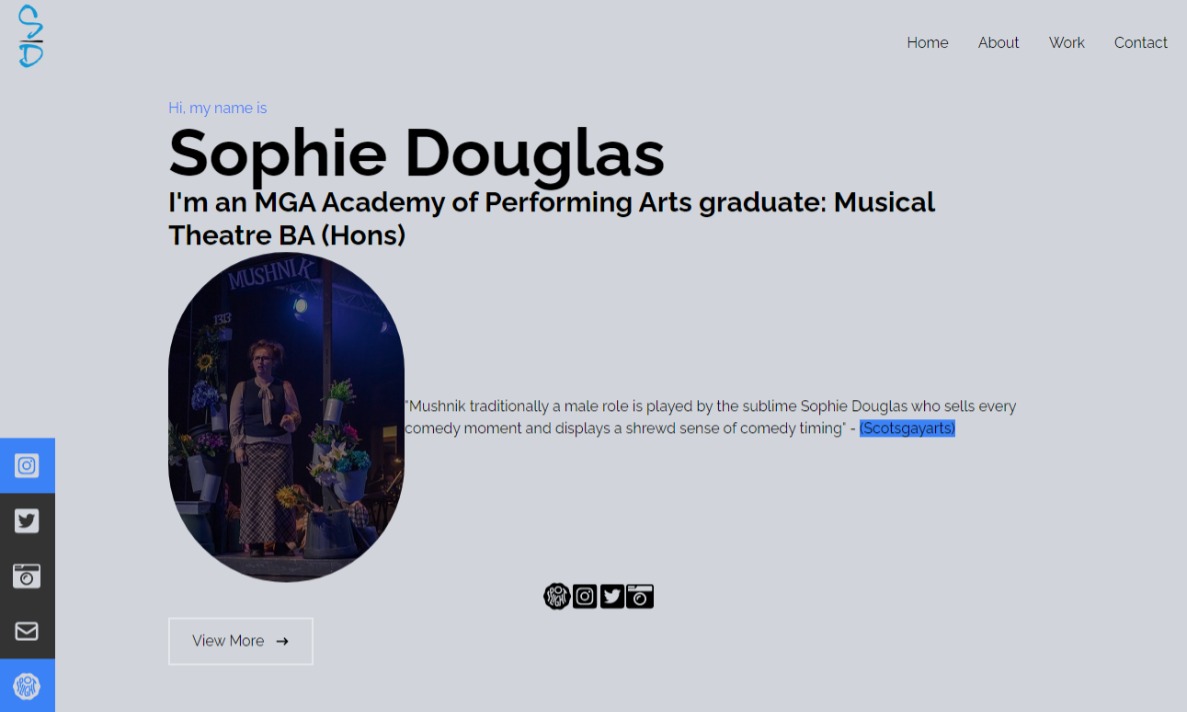 SD
Home About Work Contact
Hi, my name is
Sophie Douglas
I'm an MGA Academy of Performing Arts graduate: Musical
Theatre BA (Hons)
MUSHNIK
1313
"Mushnik traditionally a male role is played by the sublime Sophie Douglas who sells every
comedy moment and displays a shrewd sense of comedy timing" - (Scotsgayarts)
View More →